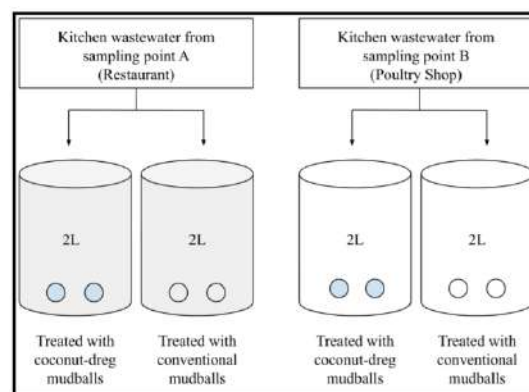 Kitchen wastewater from
sampling point A
(Restaurant)
Kitchen wastewater from
sampling point B
(Poultry Shop)
2L
2L
2L
2L
Treated with
coconut-dreg
mudballs
Treated with
conventional
mudballs
Treated with
coconut-dreg
mudballs
Treated with
conventional
mudballs